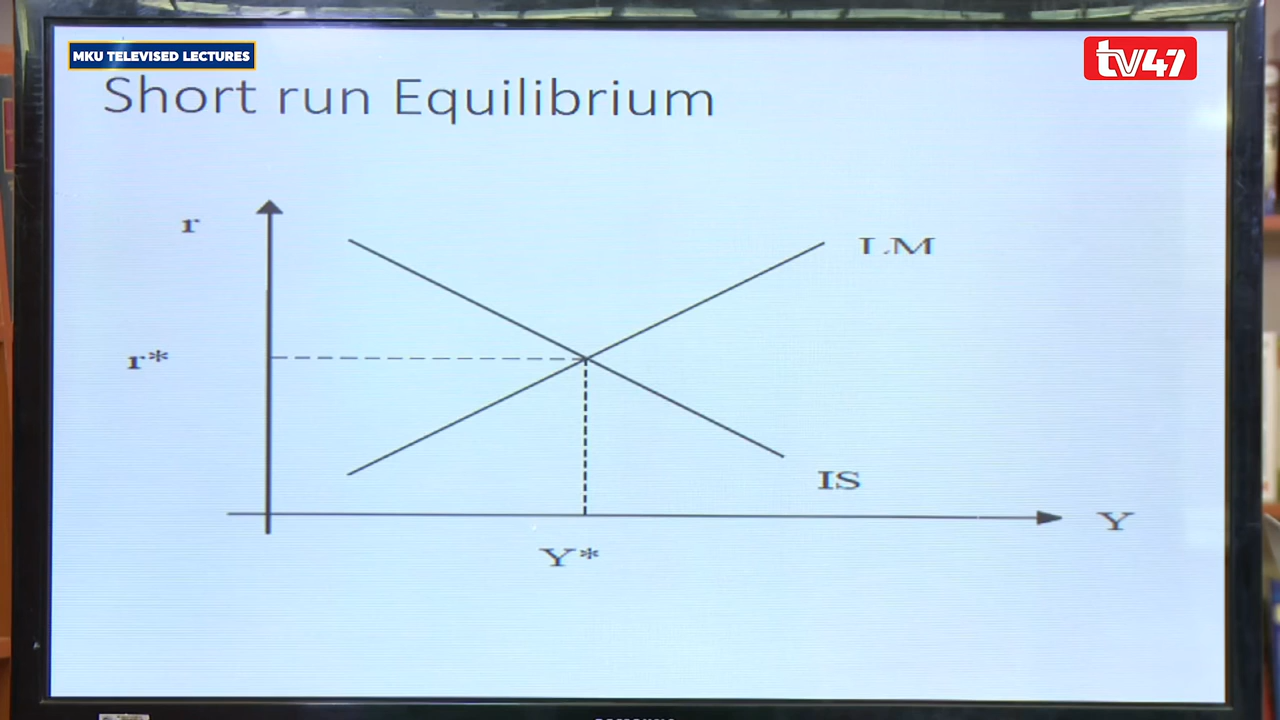 MKU TELEVISED LECTURES
tv47
Short run Equilibrium
r
LM
r*
IS
Y
Y*